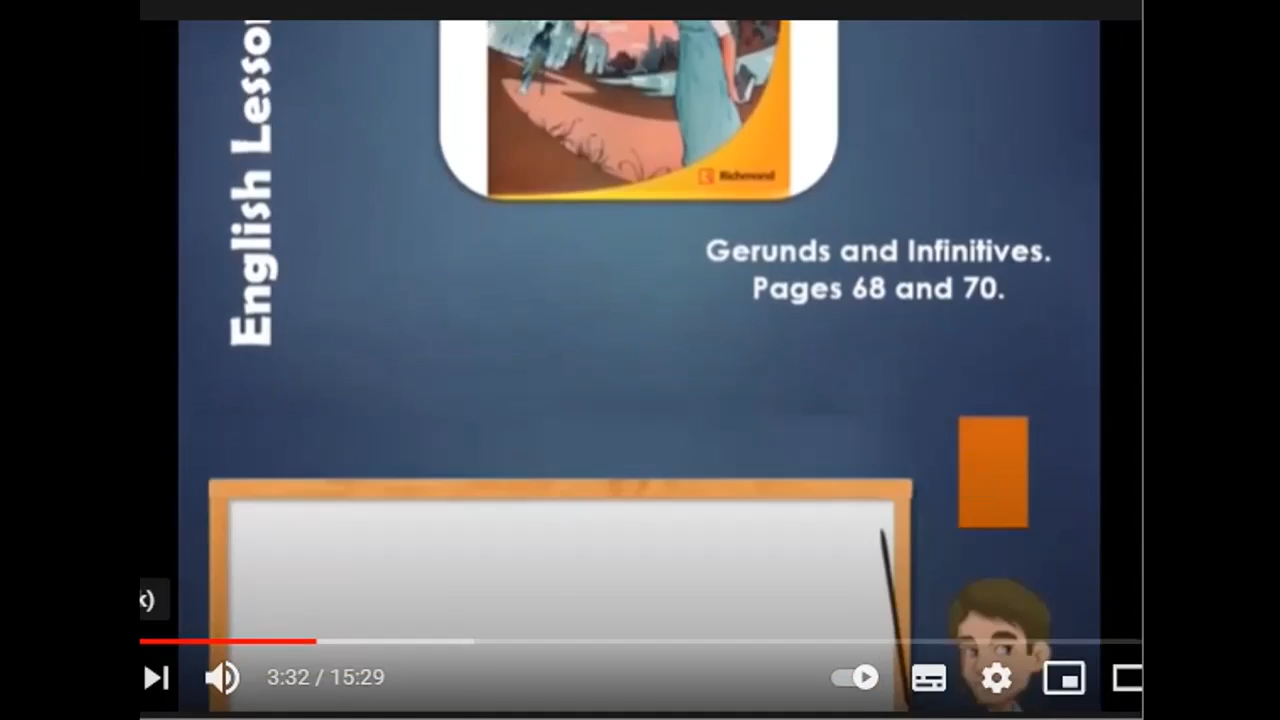 English Lesso
Richmond
Gerunds and Infinitives.
Pages 68 and 70.
k)
3:32 / 15:29